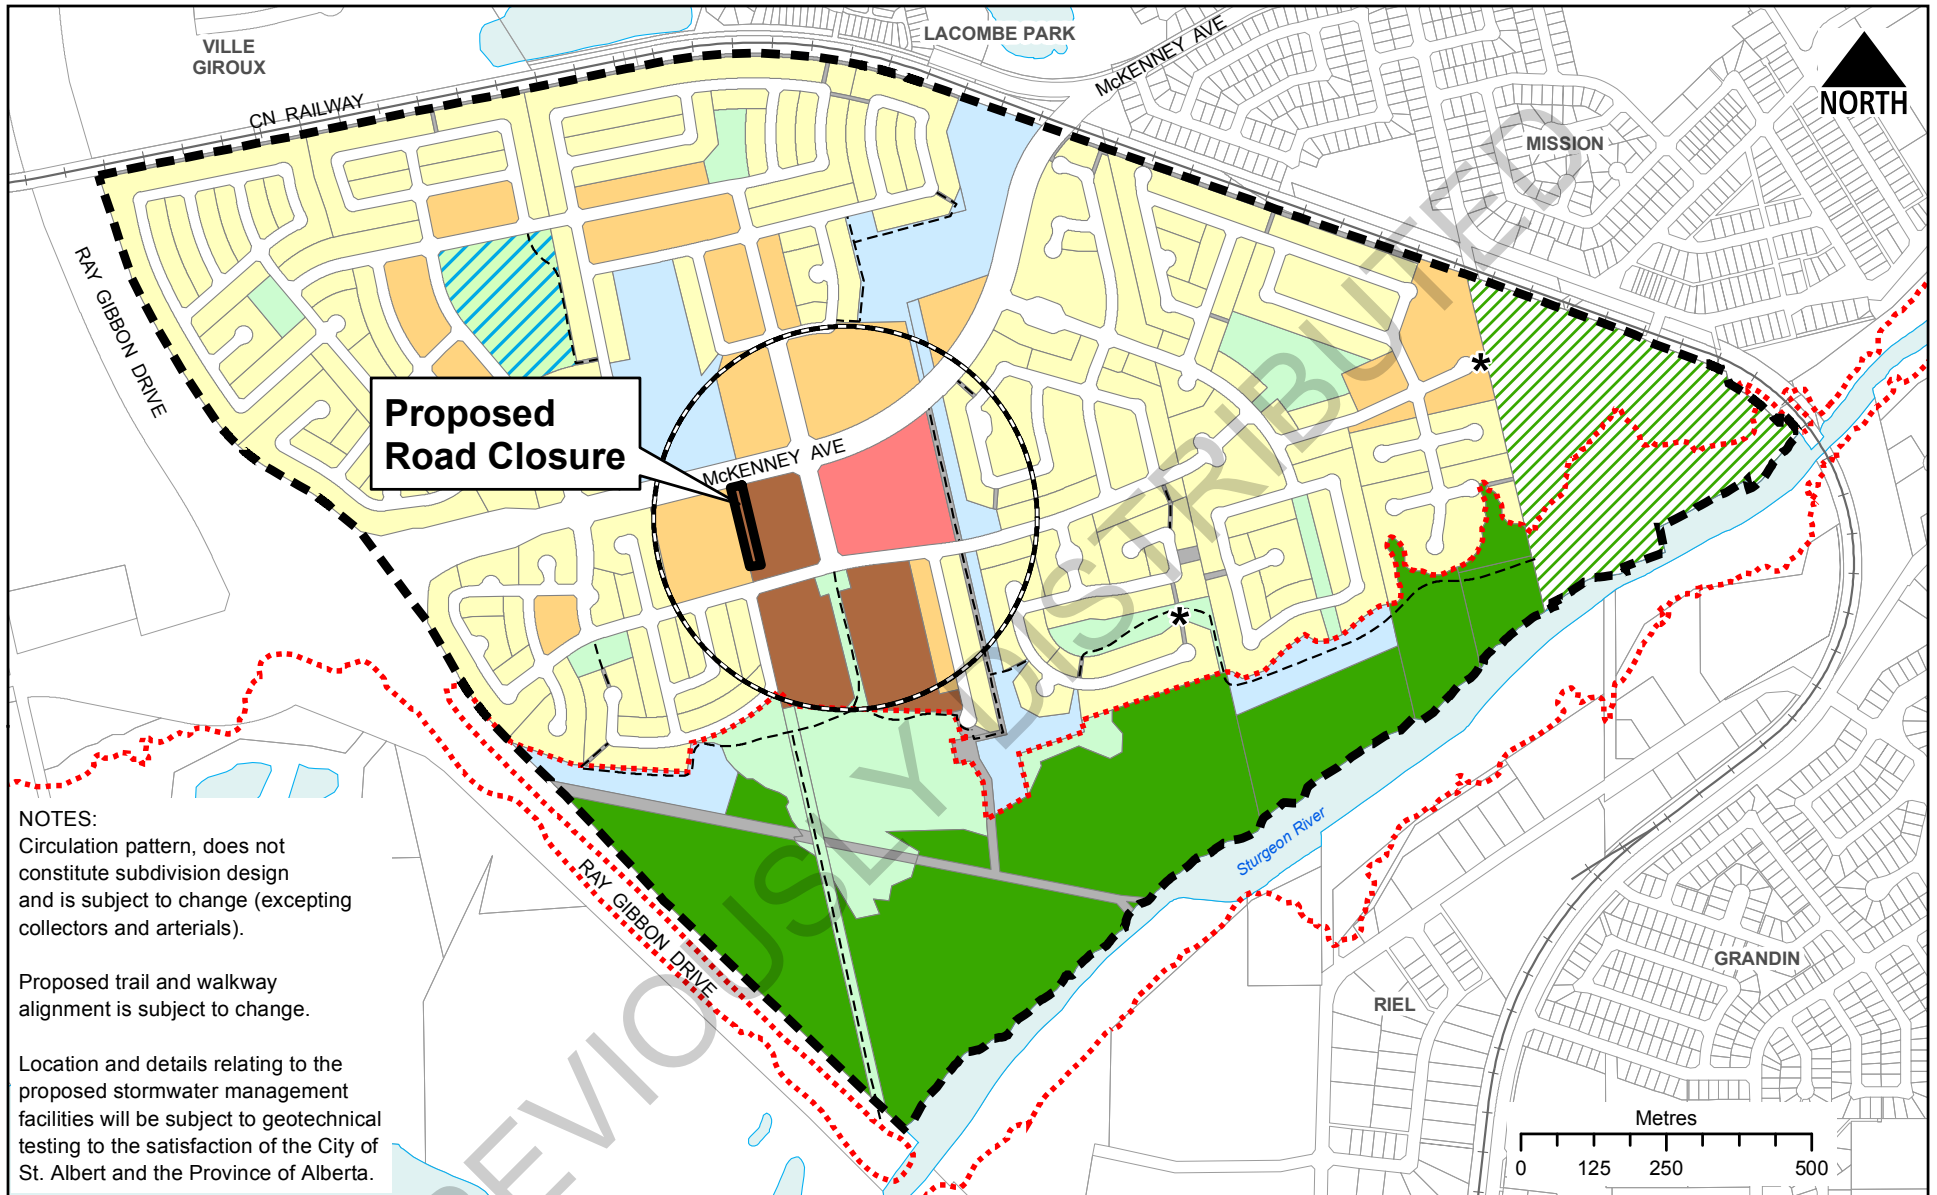 VILLE
GIROUX
LACOMBE PARK
McKENNEY AVE
NORTH
CN RAILWAY
MISSION
RAY GIBBON DRIVE
Proposed
Road Closure
McKENNEY AVE
*
*
PREVIOUSLY DISTRIBUTED
Sturgeon River
RAY GIBBON DRIVE
GRANDIN
RIEL
NOTES:
Circulation pattern, does not
constitute subdivision design
and is subject to change (excepting
collectors and arterials).
Proposed trail and walkway
alignment is subject to change.
Location and details relating to the
proposed stormwater management
facilities will be subject to geotechnical
testing to the satisfaction of the City of
St. Albert and the Province of Alberta.
Metres
0 125 250 500